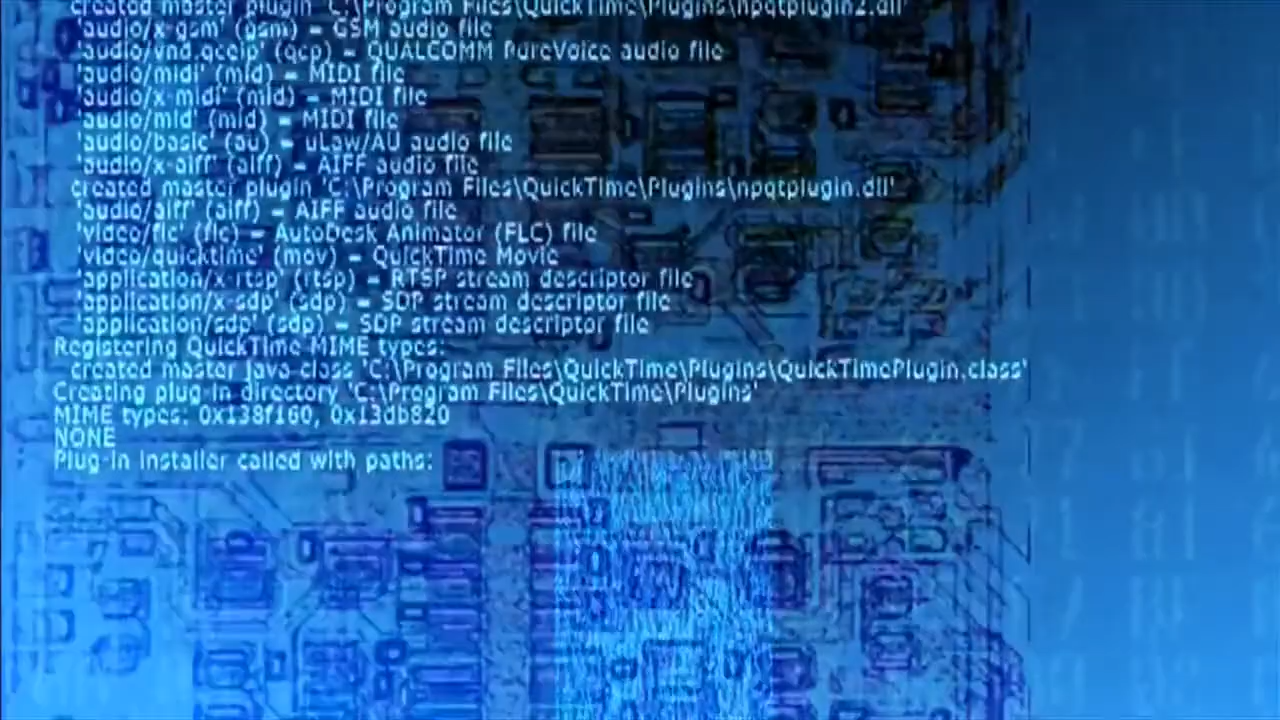 created master plugin 'C:\Program Files\QuickTime\Plugins\npqtplugin2.dll'
'audio/x-gsm' (gsm) - GSM audio file
'audio/vnd.qcelp' (qcp) - QUALCOMM PureVoice audio file
'audio/midi' (mid) - MIDI file
'audio/x-midi' (mid) - MIDI file
'audio/mid' (mid) - MIDI file
'audio/basic' (au) - uLaw/AU audio file
'audio/x-aiff' (aiff) - AIFF audio file
created master plugin 'C:\Program Files\QuickTime\Plugins\npqtplugin.dll'
'audio/aiff' (aiff) - AIFF audio file
'video/flc' (flc) - AutoDesk Animator (FLC) file
'video/quicktime' (mov) - QuickTime Movie
'application/x-rtsp' (rtsp) - RTSP stream descriptor file
'application/x-sdp' (sdp) - SDP stream descriptor file
'application/sdp' (sdp) - SDP stream descriptor file
Registering QuickTime MIME types:
created master java-class 'C:\Program Files\QuickTime\Plugins\QuickTimePlugin.class'
Creating plug-in directory 'C:\Program Files\QuickTime\Plugins'
MIME types: 0x138f160, 0x13db820
NONE
Plug-in installer called with paths: